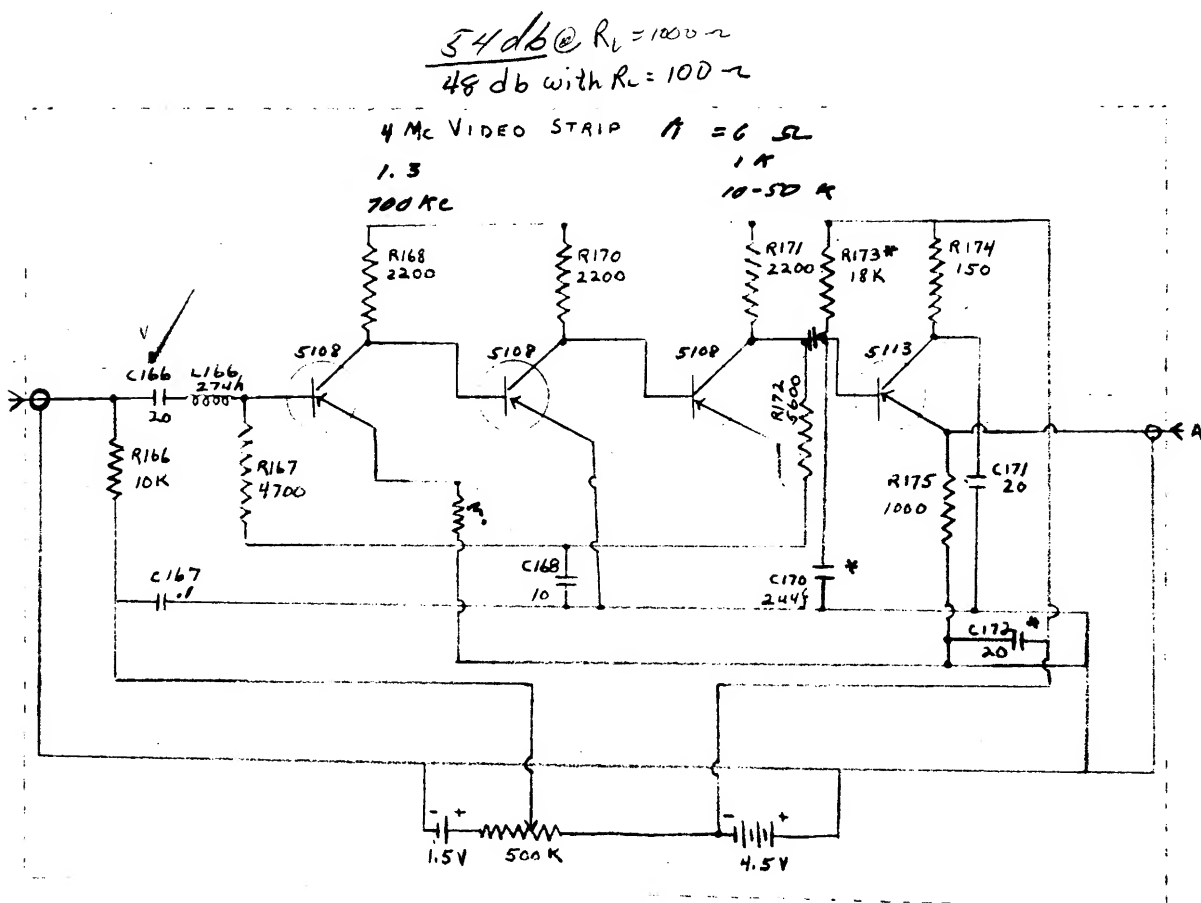 54 db @ RL = 1000 Ω
48 db with RL = 100 Ω
4 Mc VIDEO STRIP A = 6 Ω
1.3
1 K
700 Kc
10-50 K
R168
2200
R170
2200
R171
2200
R173*
18K
R174
150
V
C166
20
L166
27μh
5108
5108
5108
5113
R166
10K
R167
4700
R172
5600
R175
1000
C171
20
A
C167
.1
C168
10
C170
*
C172
*
20
- +
1.5V
500K
- +
4.5V